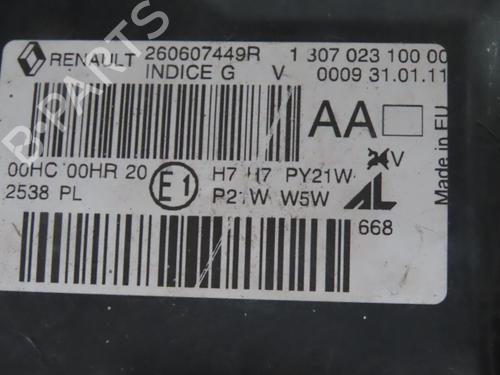 RENAULT 260607449R 1 307 023 100 00
INDICE G V 0009 31.01.11
AA
00HC 00HR 20 E1 H7 H7 PY21W V
2538 PL P21W W5W AL
668
Made in EU
B-PARTS